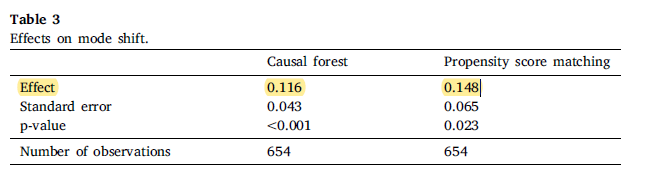 Table 3
Effects on mode shift.
Causal forest Propensity score matching
Effect 0.116 0.148
Standard error 0.043 0.065
p-value <0.001 0.023
Number of observations 654 654